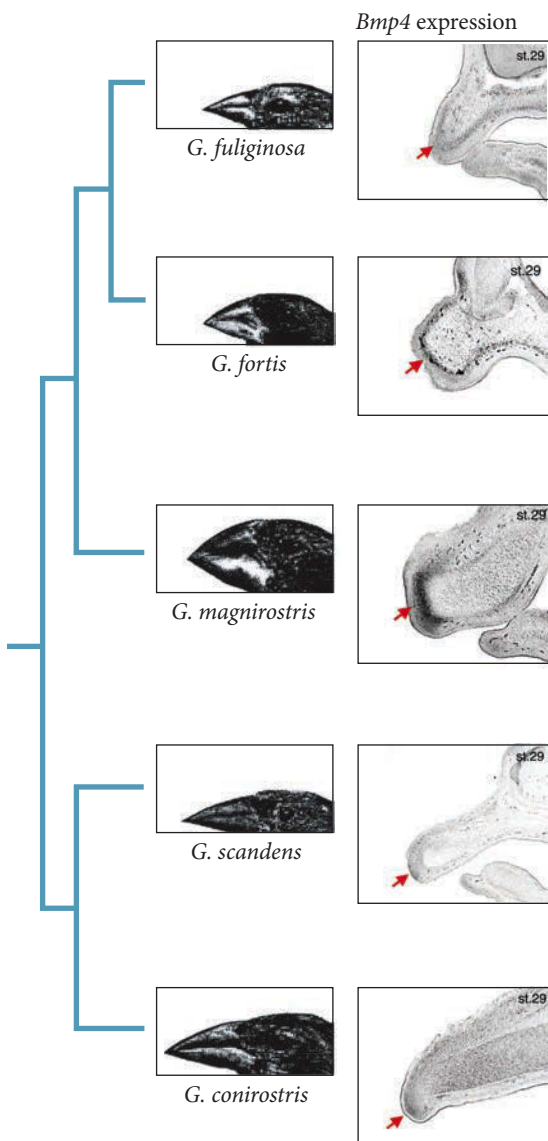 Bmp4 expression
st.29
G. fuliginosa
st.29
G. fortis
st.29
G. magnirostris
st.29
G. scandens
st.29
G. conirostris